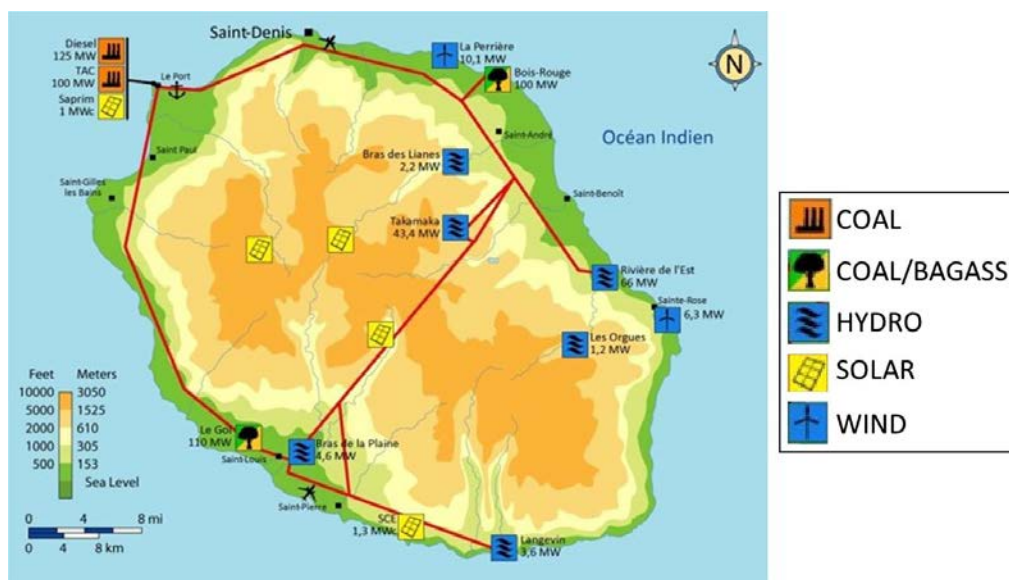 Saint-Denis
Diesel
125 MW
TAC
100 MW
Saprim
1 MWc
Le Port
La Perrière
10,1 MW
Bois-Rouge
100 MW
N
Saint-André
Océan Indien
Saint Paul
Bras des Lianes
2,2 MW
Saint-Gilles
les Bains
Saint-Benoît
Takamaka
43,4 MW
Rivière de l'Est
66 MW
Sainte-Rose
6,3 MW
Les Orgues
1,2 MW
Feet Meters
10000 3050
5000 1525
2000 610
1000 305
500 153
Sea Level
Le Gol
110 MW
Saint-Louis
Bras de la Plaine
4,6 MW
Saint-Pierre
SCE
1,3 MWc
Langevin
3,6 MW
0 4 8 mi
0 4 8 km
COAL
COAL/BAGASS
HYDRO
SOLAR
WIND